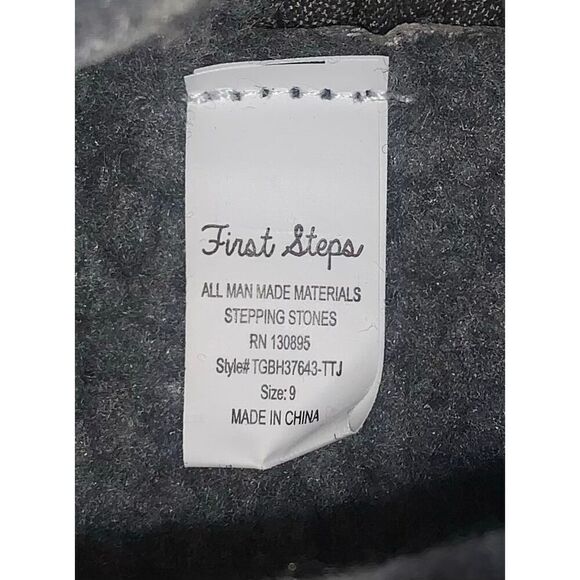 First Steps
ALL MAN MADE MATERIALS
STEPPING STONES
RN 130895
Style# TGBH37643-TTJ
Size: 9
MADE IN CHINA